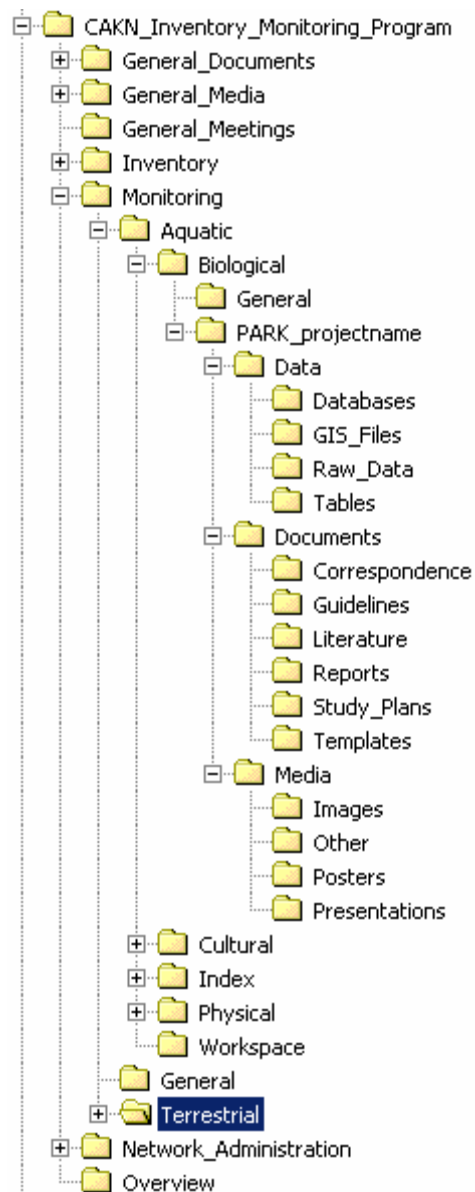 CAKN_Inventory_Monitoring_Program
General_Documents
General_Media
General_Meetings
Inventory
Monitoring
Aquatic
Biological
General
PARK_projectname
Data
Databases
GIS_Files
Raw_Data
Tables
Documents
Correspondence
Guidelines
Literature
Reports
Study_Plans
Templates
Media
Images
Other
Posters
Presentations
Cultural
Index
Physical
Workspace
General
Terrestrial
Network_Administration
Overview